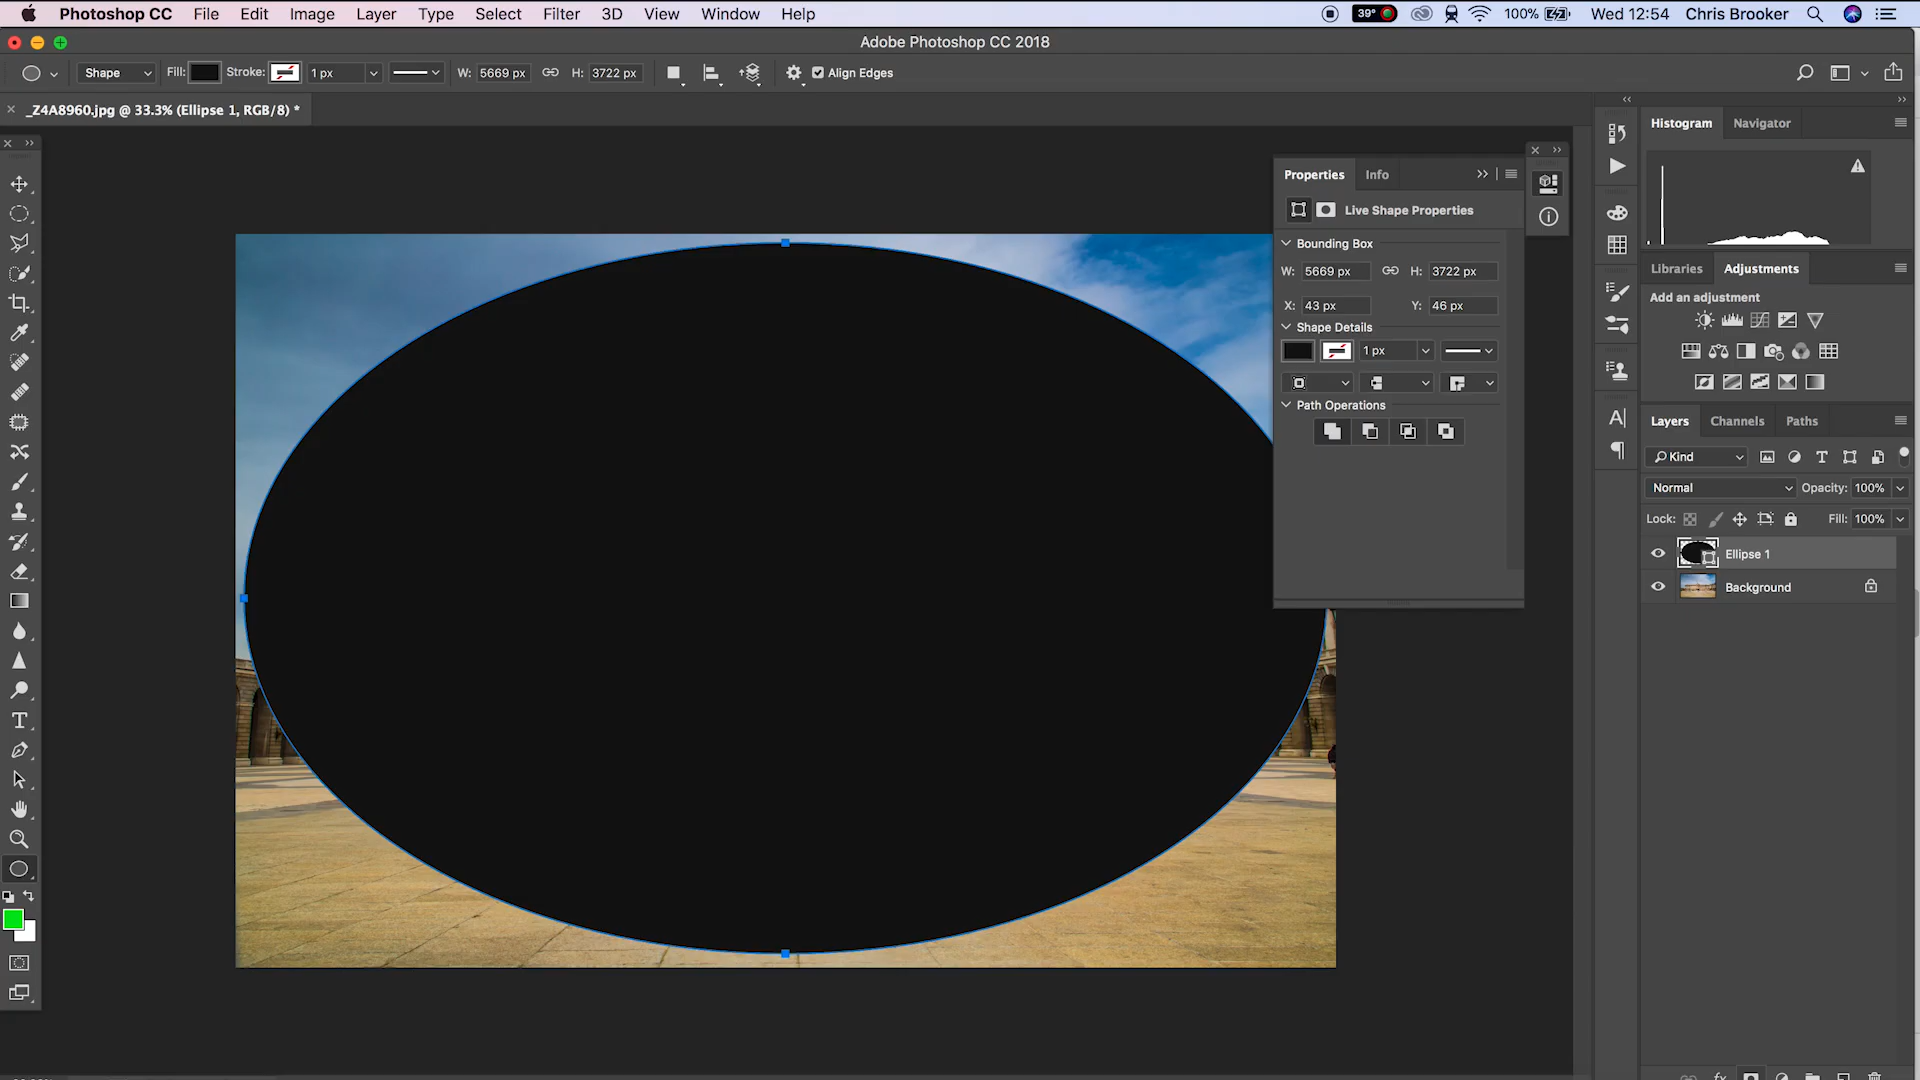 Photoshop CC File Edit Image Layer Type Select Filter 3D View Window Help 39° 100% Wed 12:54 Chris Brooker
Adobe Photoshop CC 2018
Shape Fill: Stroke: 1 px W: 5669 px H: 3722 px Align Edges
_Z4A8960.jpg @ 33.3% (Ellipse 1, RGB/8) *
Histogram Navigator
Properties Info
Live Shape Properties
Bounding Box
W: 5669 px H: 3722 px
X: 43 px Y: 46 px
Shape Details
1 px
Path Operations
Libraries Adjustments
Add an adjustment
Layers Channels Paths
Kind
Normal Opacity: 100%
Lock: Fill: 100%
Ellipse 1
Background